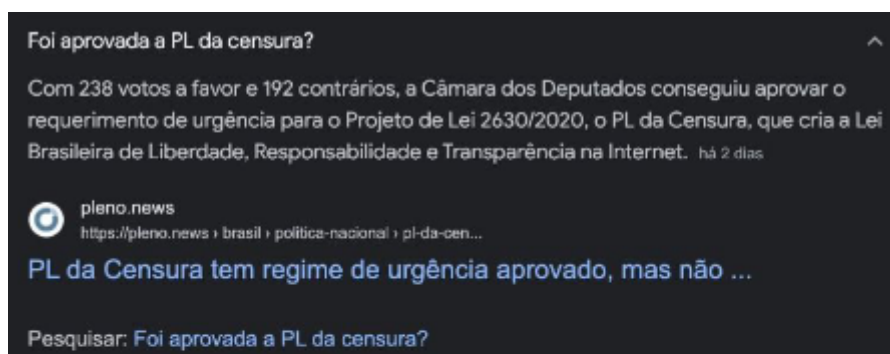 Foi aprovada a PL da censura?
Com 238 votos a favor e 192 contrários, a Câmara dos Deputados conseguiu aprovar o
requerimento de urgência para o Projeto de Lei 2630/2020, o PL da Censura, que cria a Lei
Brasileira de Liberdade, Responsabilidade e Transparência na Internet. há 2 dias
pleno.news
https://pleno.news › brasil › politica-nacional › pl-da-cen...
PL da Censura tem regime de urgência aprovado, mas não ...
Pesquisar: Foi aprovada a PL da censura?